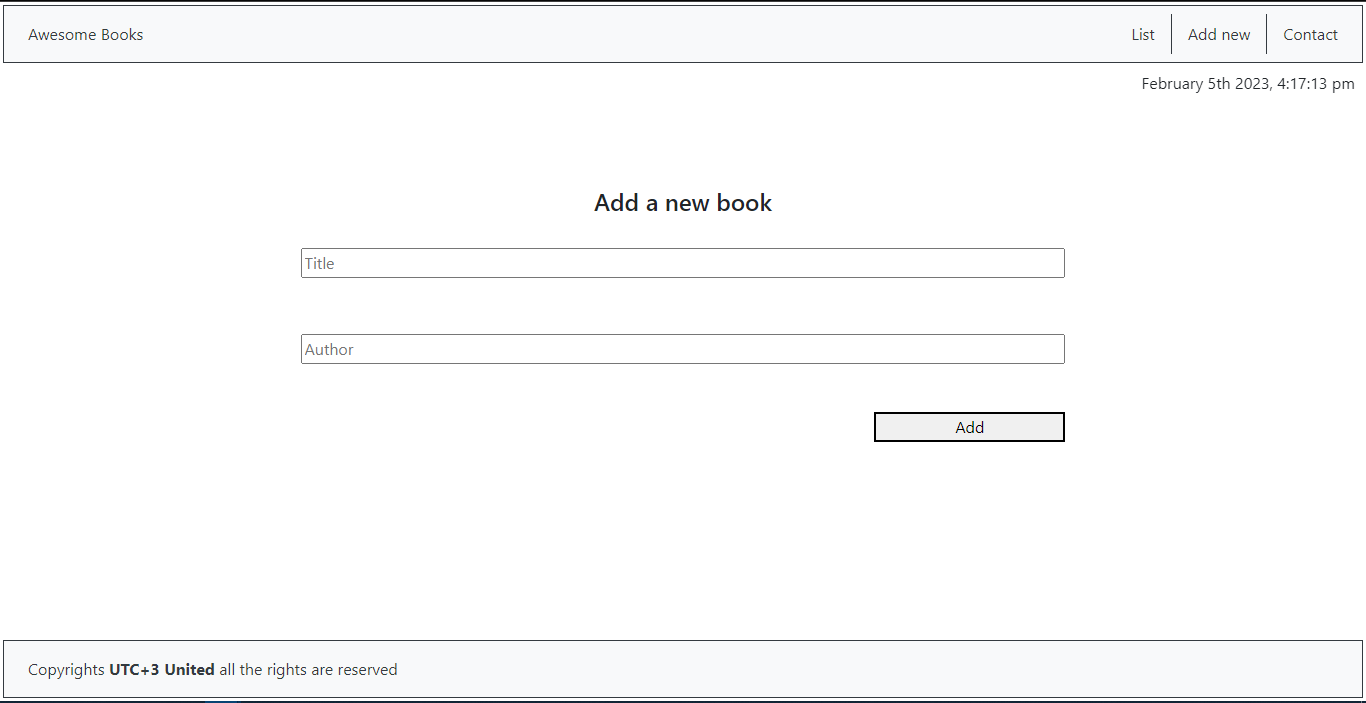 Awesome Books
List
Add new
Contact
February 5th 2023, 4:17:13 pm
Add a new book
Title
Author
Add
Copyrights UTC+3 United all the rights are reserved